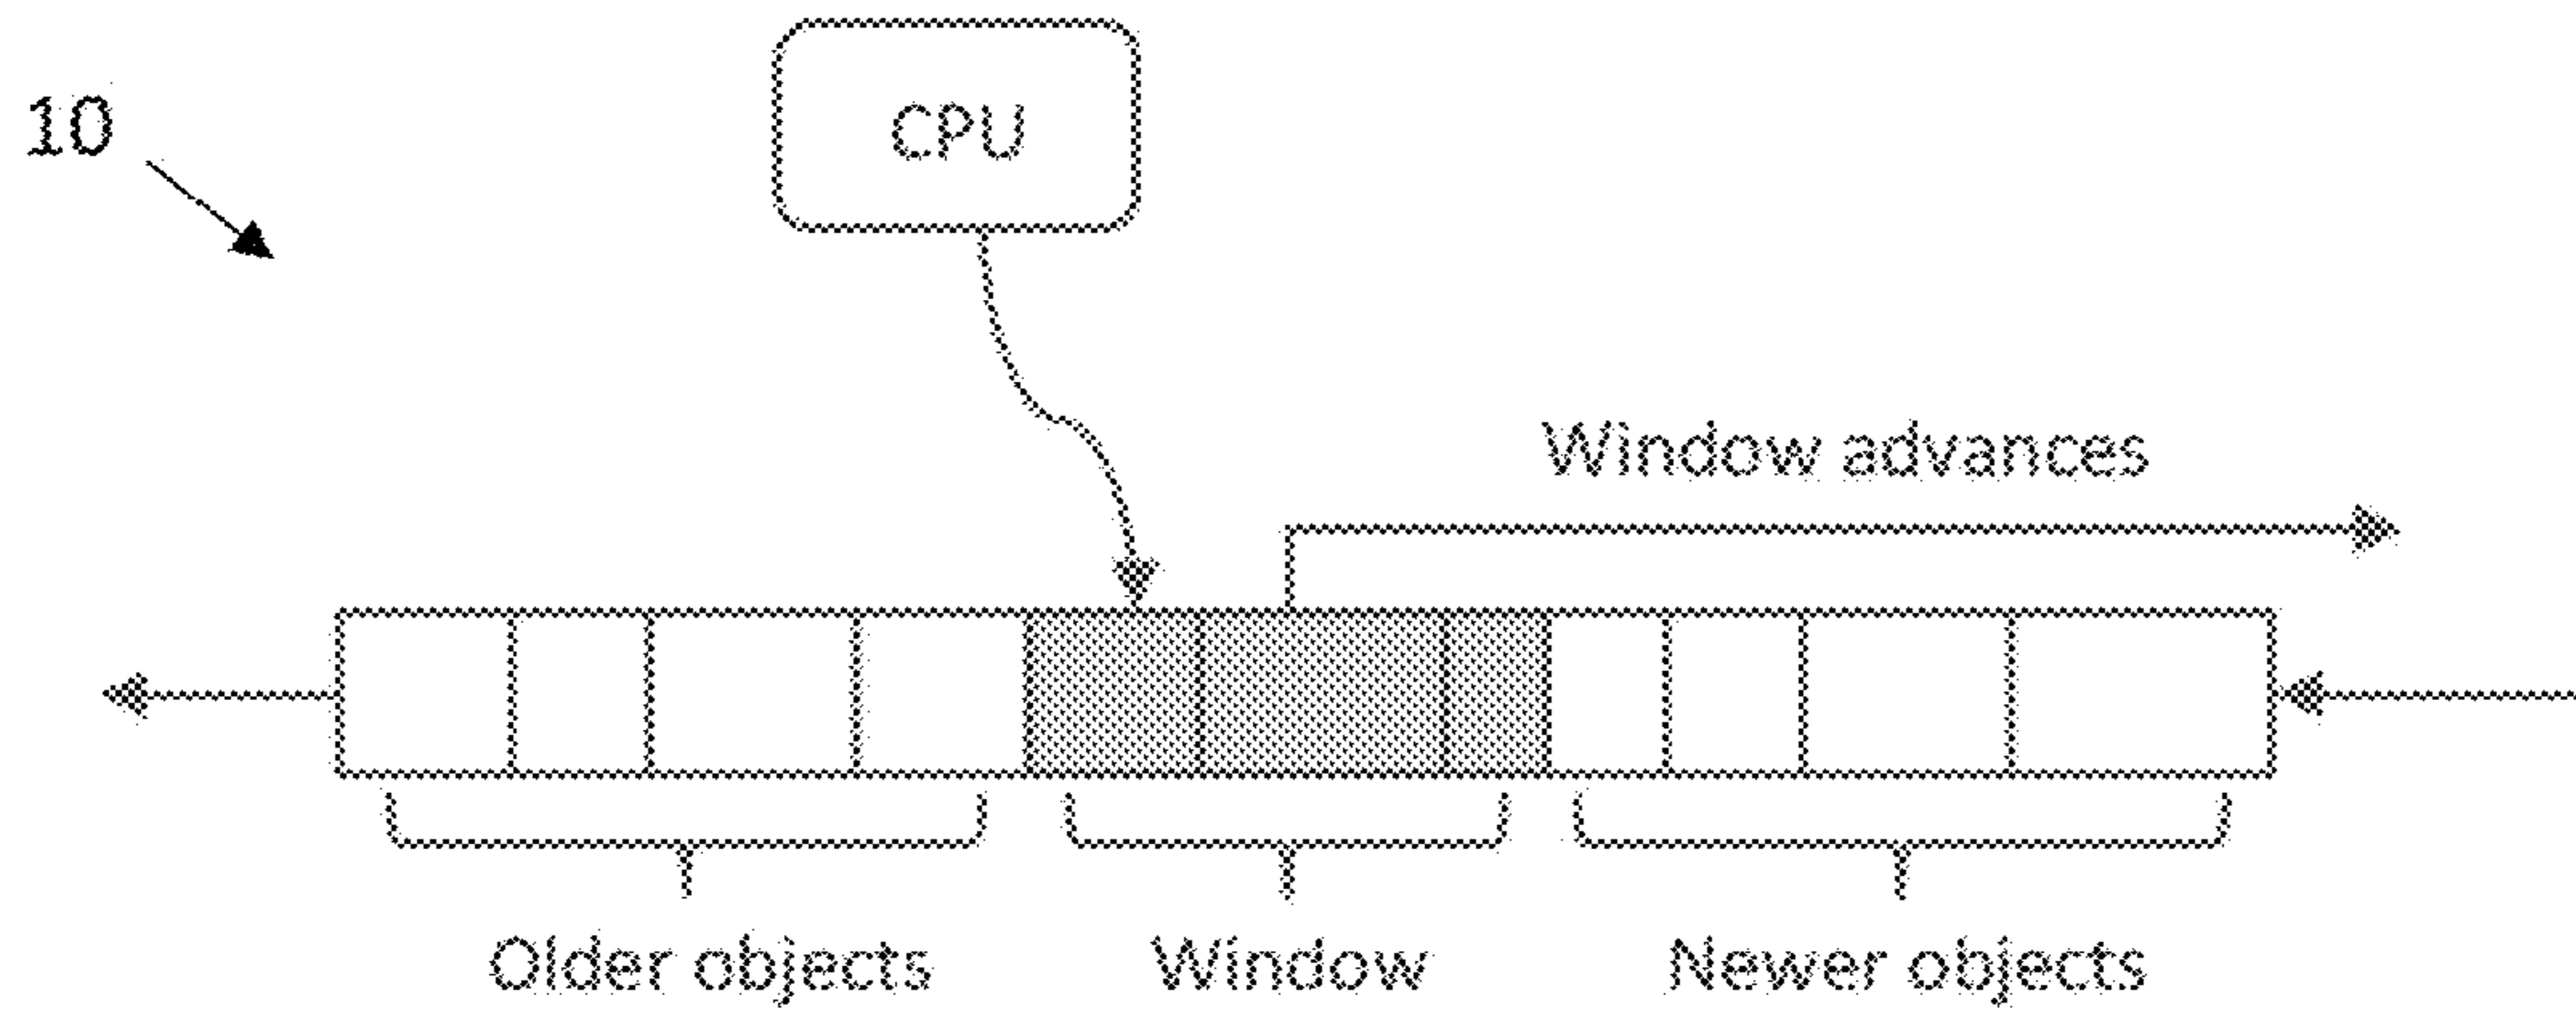 10
CPU
Window advances
Older objects
Window
Newer objects